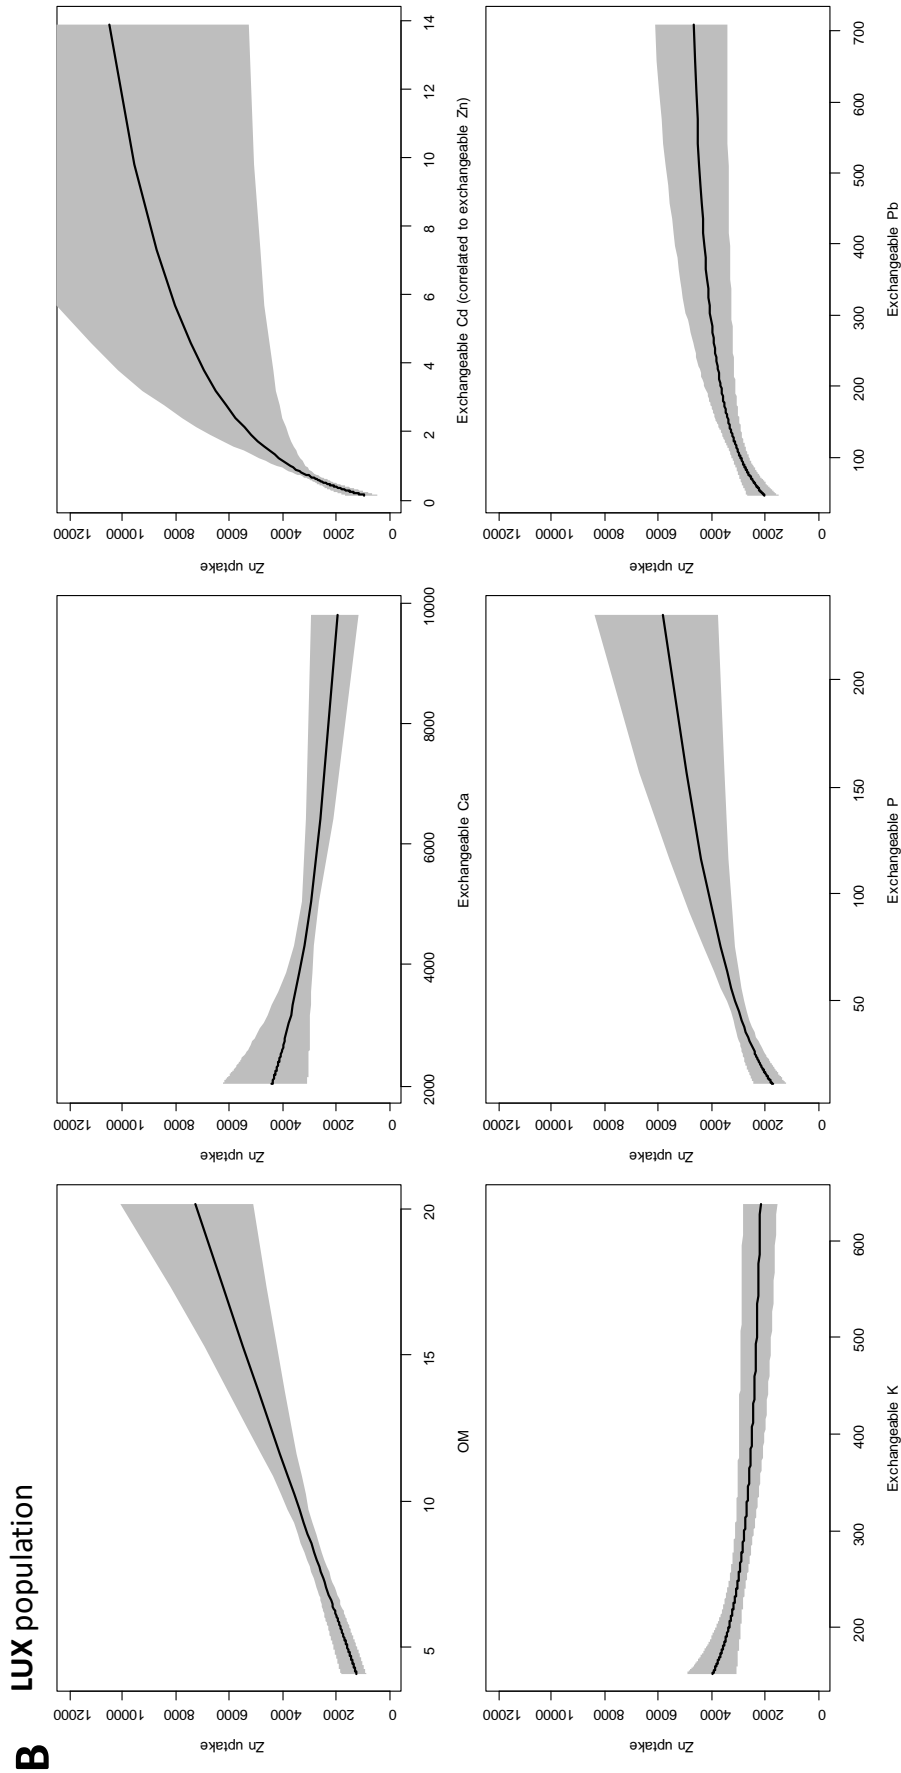 B
LUX population
Zn uptake
0 2000 4000 6000 8000 10000 12000
5 10 15 20
OM
Zn uptake
0 2000 4000 6000 8000 10000 12000
2000 4000 6000 8000 10000
Exchangeable Ca
Zn uptake
0 2000 4000 6000 8000 10000 12000
0 2 4 6 8 10 12 14
Exchangeable Cd (correlated to exchangeable Zn)
Zn uptake
0 2000 4000 6000 8000 10000 12000
200 300 400 500 600
Exchangeable K
Zn uptake
0 2000 4000 6000 8000 10000 12000
50 100 150 200
Exchangeable P
Zn uptake
0 2000 4000 6000 8000 10000 12000
100 200 300 400 500 600 700
Exchangeable Pb